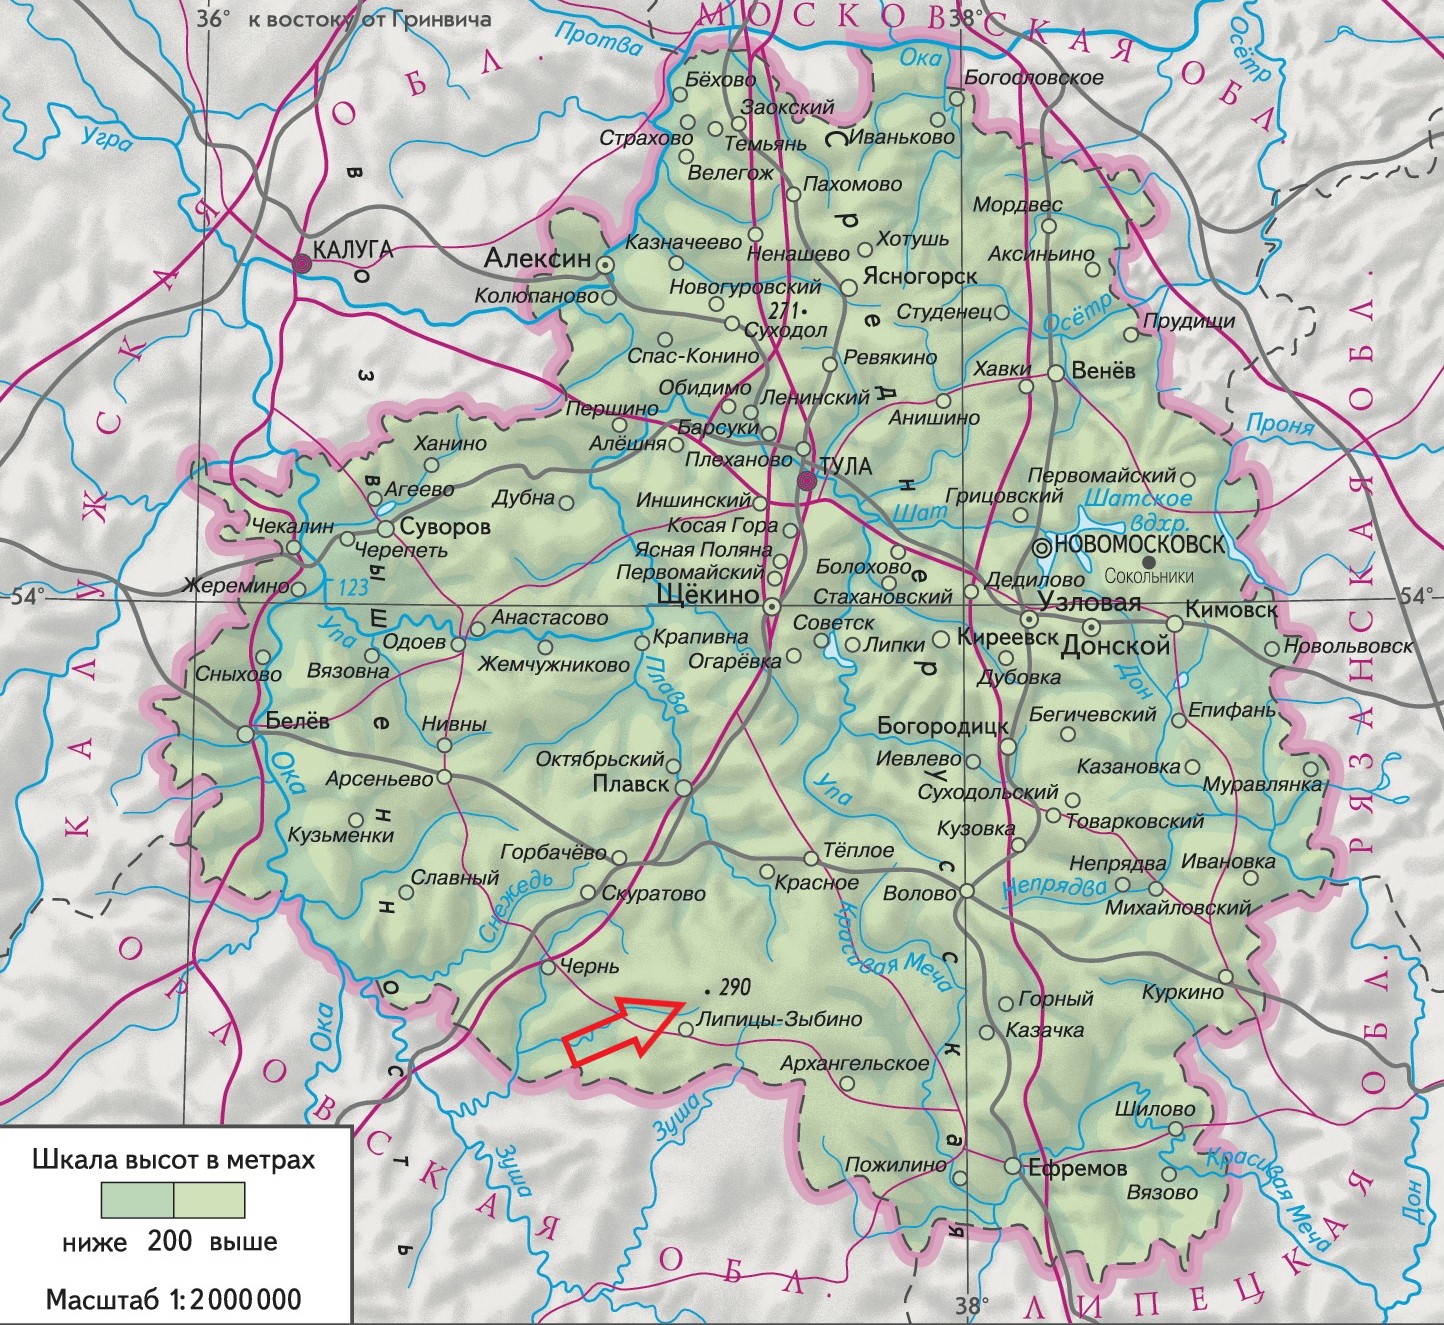 36° к востоку от Гринвича
МОСКОВСКАЯ ОБЛ.
38°
Протва
Ока
Осётр
Богословское
Бёхово
Заокский
Страхово
Темьянь
Иваньково
Угра
Велегож
Пахомово
Мордвес
КАЛУГА
Казначеево
Ненашево
Хотушь
Аксиньино
Алексин
Колюпаново
Новогуровский
Ясногорск
271
Суходол
Студенец
Осётр
Прудищи
Спас-Конино
Ревякино
Хавки
Венёв
Обидимо
Ленинский
Анишино
Першино
Барсуки
Алёшня
Плеханово
ТУЛА
Проня
Ханино
Агеево
Дубна
Иншинский
Первомайский
Грицовский
Шатское
вдхр.
Шат
Чекалин
Суворов
Косая Гора
Черепеть
Ясная Поляна
Первомайский
Болохово
НОВОМОСКОВСК
Сокольники
Жеремино
123
54°
Щёкино
Стахановский
Дедилово
Узловая
Кимовск
54°
Упа
Анастасово
Одоев
Крапивна
Советск
Липки
Киреевск
Донской
Новольвовск
Сныхово
Вязовна
Жемчужниково
Огарёвка
Дубовка
Плава
Дон
Белёв
Нивны
Богородицк
Бегичевский
Епифань
Ока
Арсеньево
Октябрьский
Плавск
Иевлево
Казановка
Муравлянка
Упа
Суходольский
Товарковский
Кузьменки
Кузовка
Горбачёво
Тёплое
Непрядва
Ивановка
Славный
Снежедь
Скуратово
Красное
Волово
Непрядва
Михайловский
Красивая Меча
Чернь
290
Куркино
Горный
Липицы-Зыбино
Казачка
Ока
Архангельское
Зуша
Шилово
Зуша
Пожилино
Ефремов
Вязово
Красивая Меча
Дон
КАЛУЖСКАЯ ОБЛ.
ОРЛОВСКАЯ ОБЛ.
ЛИПЕЦКАЯ ОБЛ.
РЯЗАНСКАЯ ОБЛ.
Среднерусская
возвышенность
38°
Шкала высот в метрах
ниже 200 выше
Масштаб 1:2 000 000